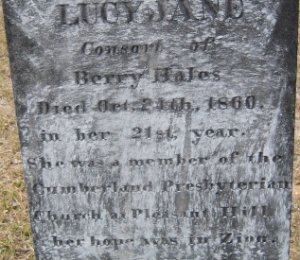 LUCY JANE
Consort of
Berry Hales
Died Oct. 24th, 1860.
in her 21st year.
She was a member of the
Cumberland Presbyterian
Church at Pleasant Hill
her hope was in Zion.